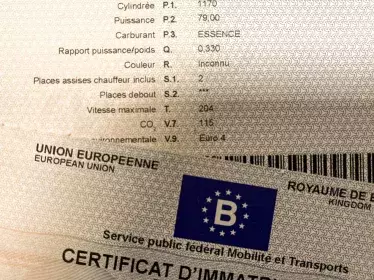 Cylindrée P.1. 1170
Puissance P.2. 79,00
Carburant P.3. ESSENCE
Rapport puissance/poids Q. 0,330
Couleur R. Inconnu
Places assises chauffeur inclus S.1. 2
Places debout S.2. ***
Vitesse maximale T. 204
CO₂ V.7 115
V.9. Euro 4
UNION EUROPEENNE
EUROPEAN UNION
ROYAUME DE
KINGDOM
B
Service public fédéral Mobilité et Transports
CERTIFICAT D'IMMAT